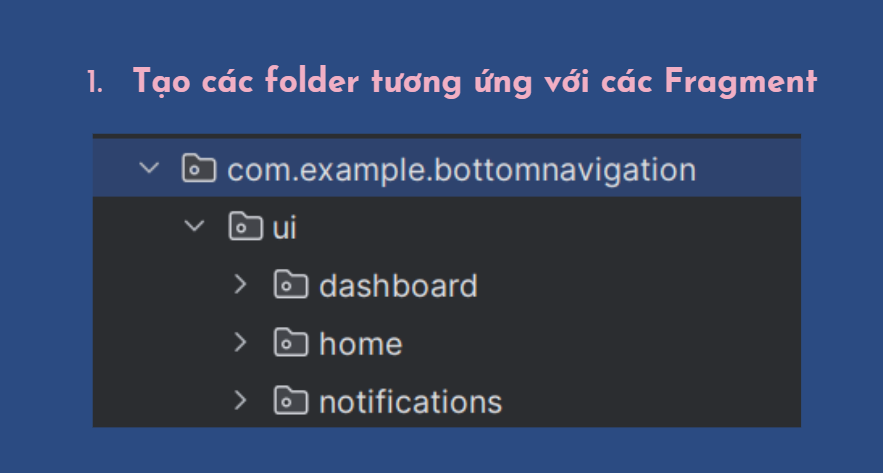 1. Tạo các folder tương ứng với các Fragment
com.example.bottomnavigation
ui
dashboard
home
notifications